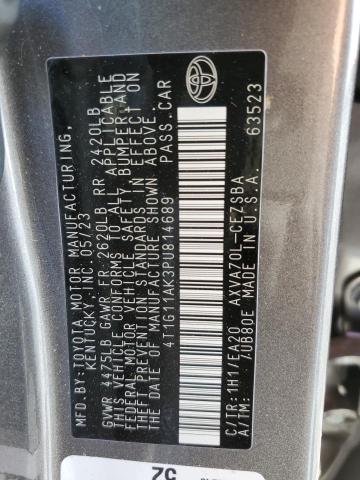 MFD.BY:TOYOTA MOTOR MANUFACTURING,
KENTUCKY, INC. 05/23
GVWR 4475LB GAWR FR 2620LB RR 2420LB
THIS VEHICLE CONFORMS TO ALL APPLICABLE
FEDERAL MOTOR VEHICLE SAFETY, BUMPER, AND
THEFT PREVENTION STANDARDS IN EFFECT ON
THE DATE OF MANUFACTURE SHOWN ABOVE.
4T1G11AK3PU814689 PASS.CAR
C/TR: 1H1/EA20 AXVA70L-CEZSBA
A/TM: /UB80E MADE IN U.S.A. 63523
52